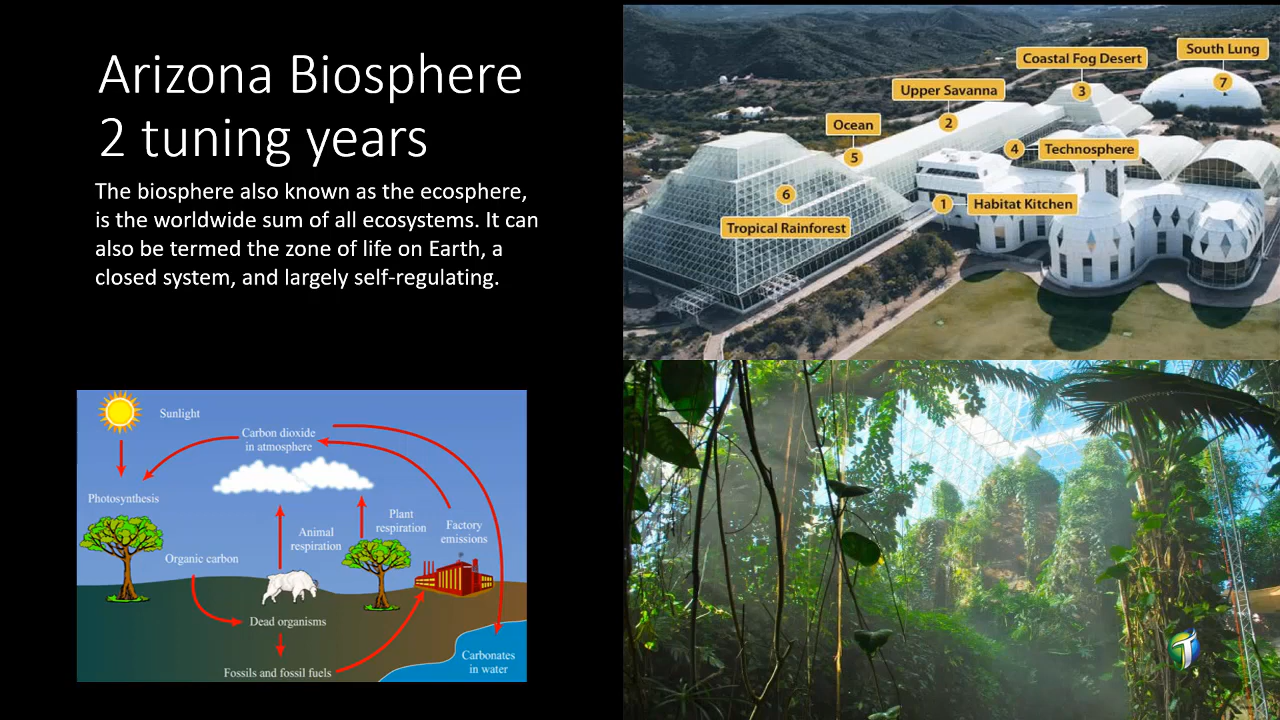 Arizona Biosphere
2 tuning years
The biosphere also known as the ecosphere,
is the worldwide sum of all ecosystems. It can
also be termed the zone of life on Earth, a
closed system, and largely self-regulating.
South Lung
7
Coastal Fog Desert
3
Upper Savanna
2
Ocean
5
4
Technosphere
6
Tropical Rainforest
1
Habitat Kitchen
Sunlight
Carbon dioxide
in atmosphere
Photosynthesis
Plant
respiration
Factory
emissions
Animal
respiration
Organic carbon
Dead organisms
Carbonates
in water
Fossils and fossil fuels